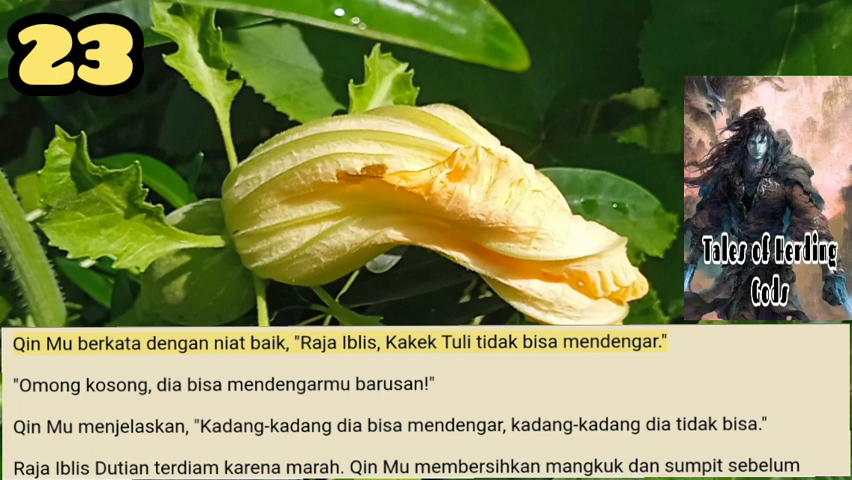 23
Tales of Herding
Gods
Qin Mu berkata dengan niat baik, "Raja Iblis, Kakek Tuli tidak bisa mendengar."
"Omong kosong, dia bisa mendengarmu barusan!"
Qin Mu menjelaskan, "Kadang-kadang dia bisa mendengar, kadang-kadang dia tidak bisa."
Raja Iblis Dutian terdiam karena marah. Qin Mu membersihkan mangkuk dan sumpit sebelum